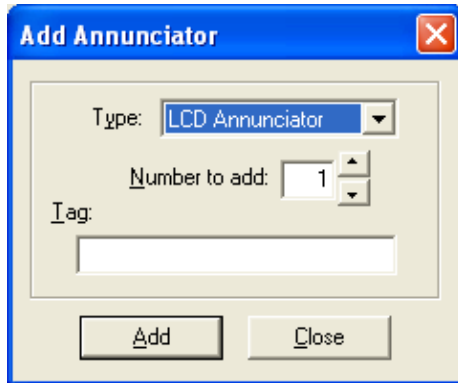 Add Annunciator
Type: LCD Annunciator
Number to add: 1
Tag:
Add Close